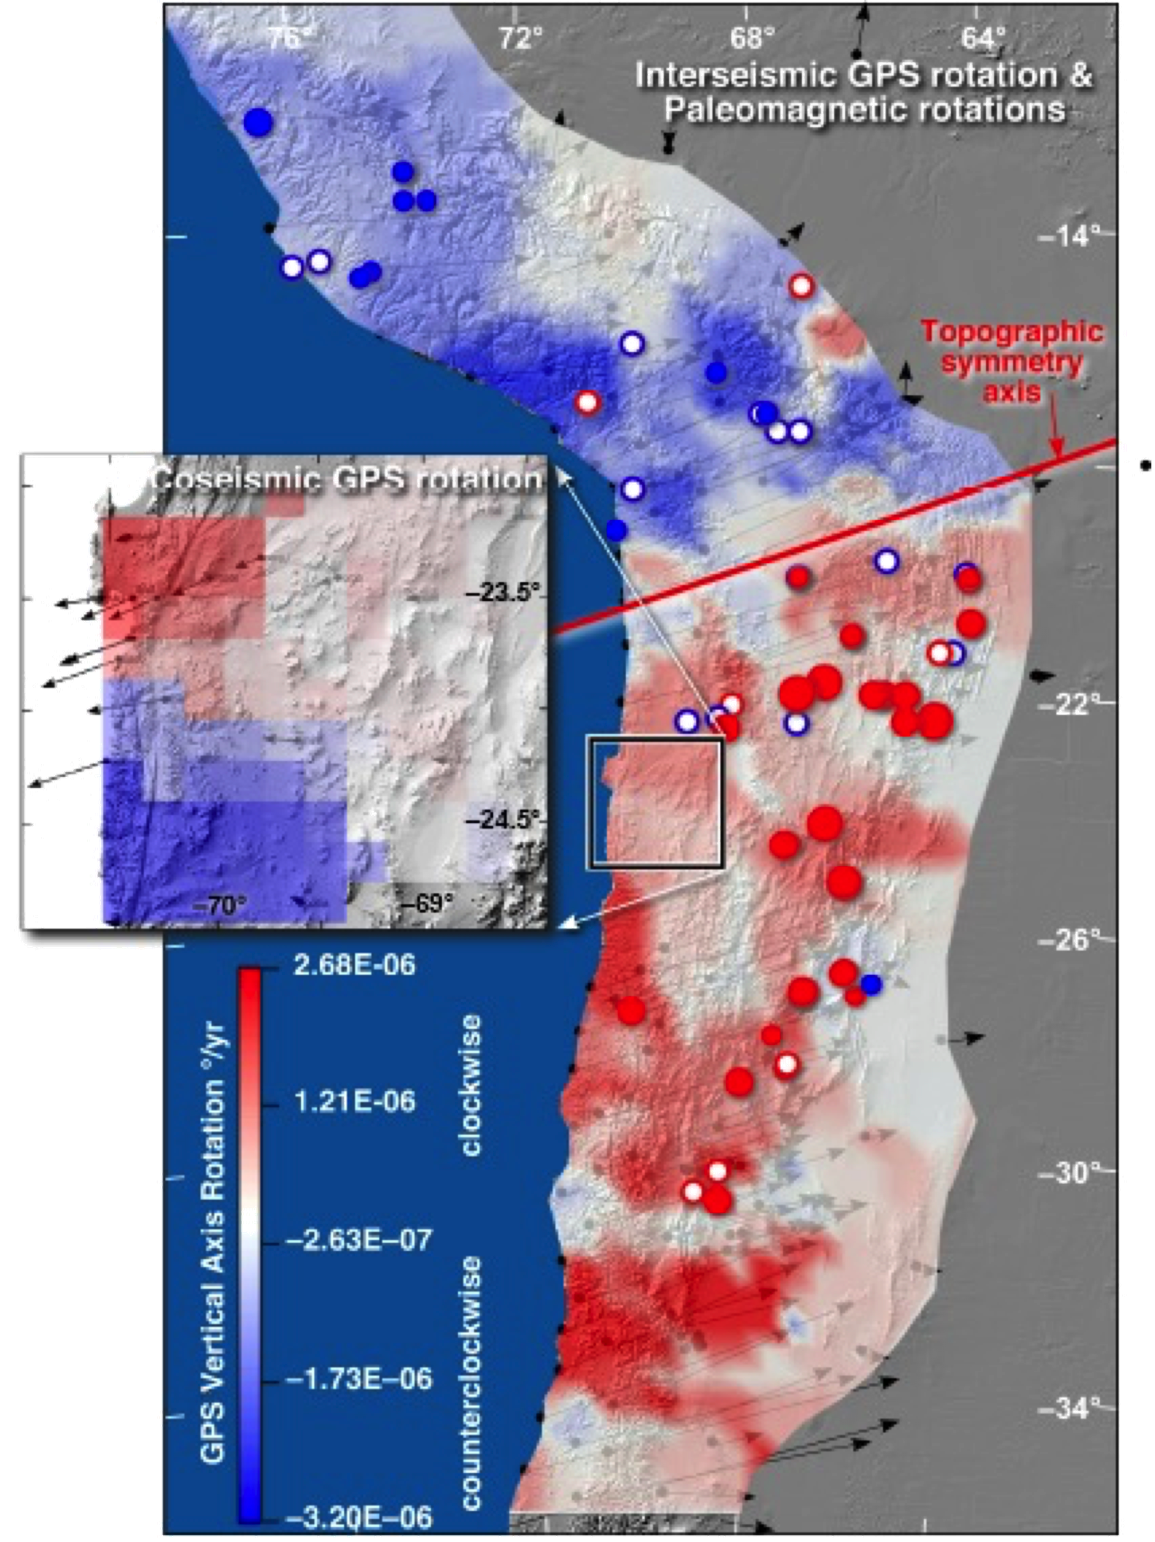 76° 72° 68° 64°
Interseismic GPS rotation &
Paleomagnetic rotations
–14°
Topographic
symmetry
axis
Coseismic GPS rotation
–23.5°
–22°
–24.5°
–70° –69°
–26°
2.68E-06
1.21E-06
–2.63E–07
–1.73E–06
–3.20E–06
GPS Vertical Axis Rotation °/yr
clockwise
counterclockwise
–30°
–34°